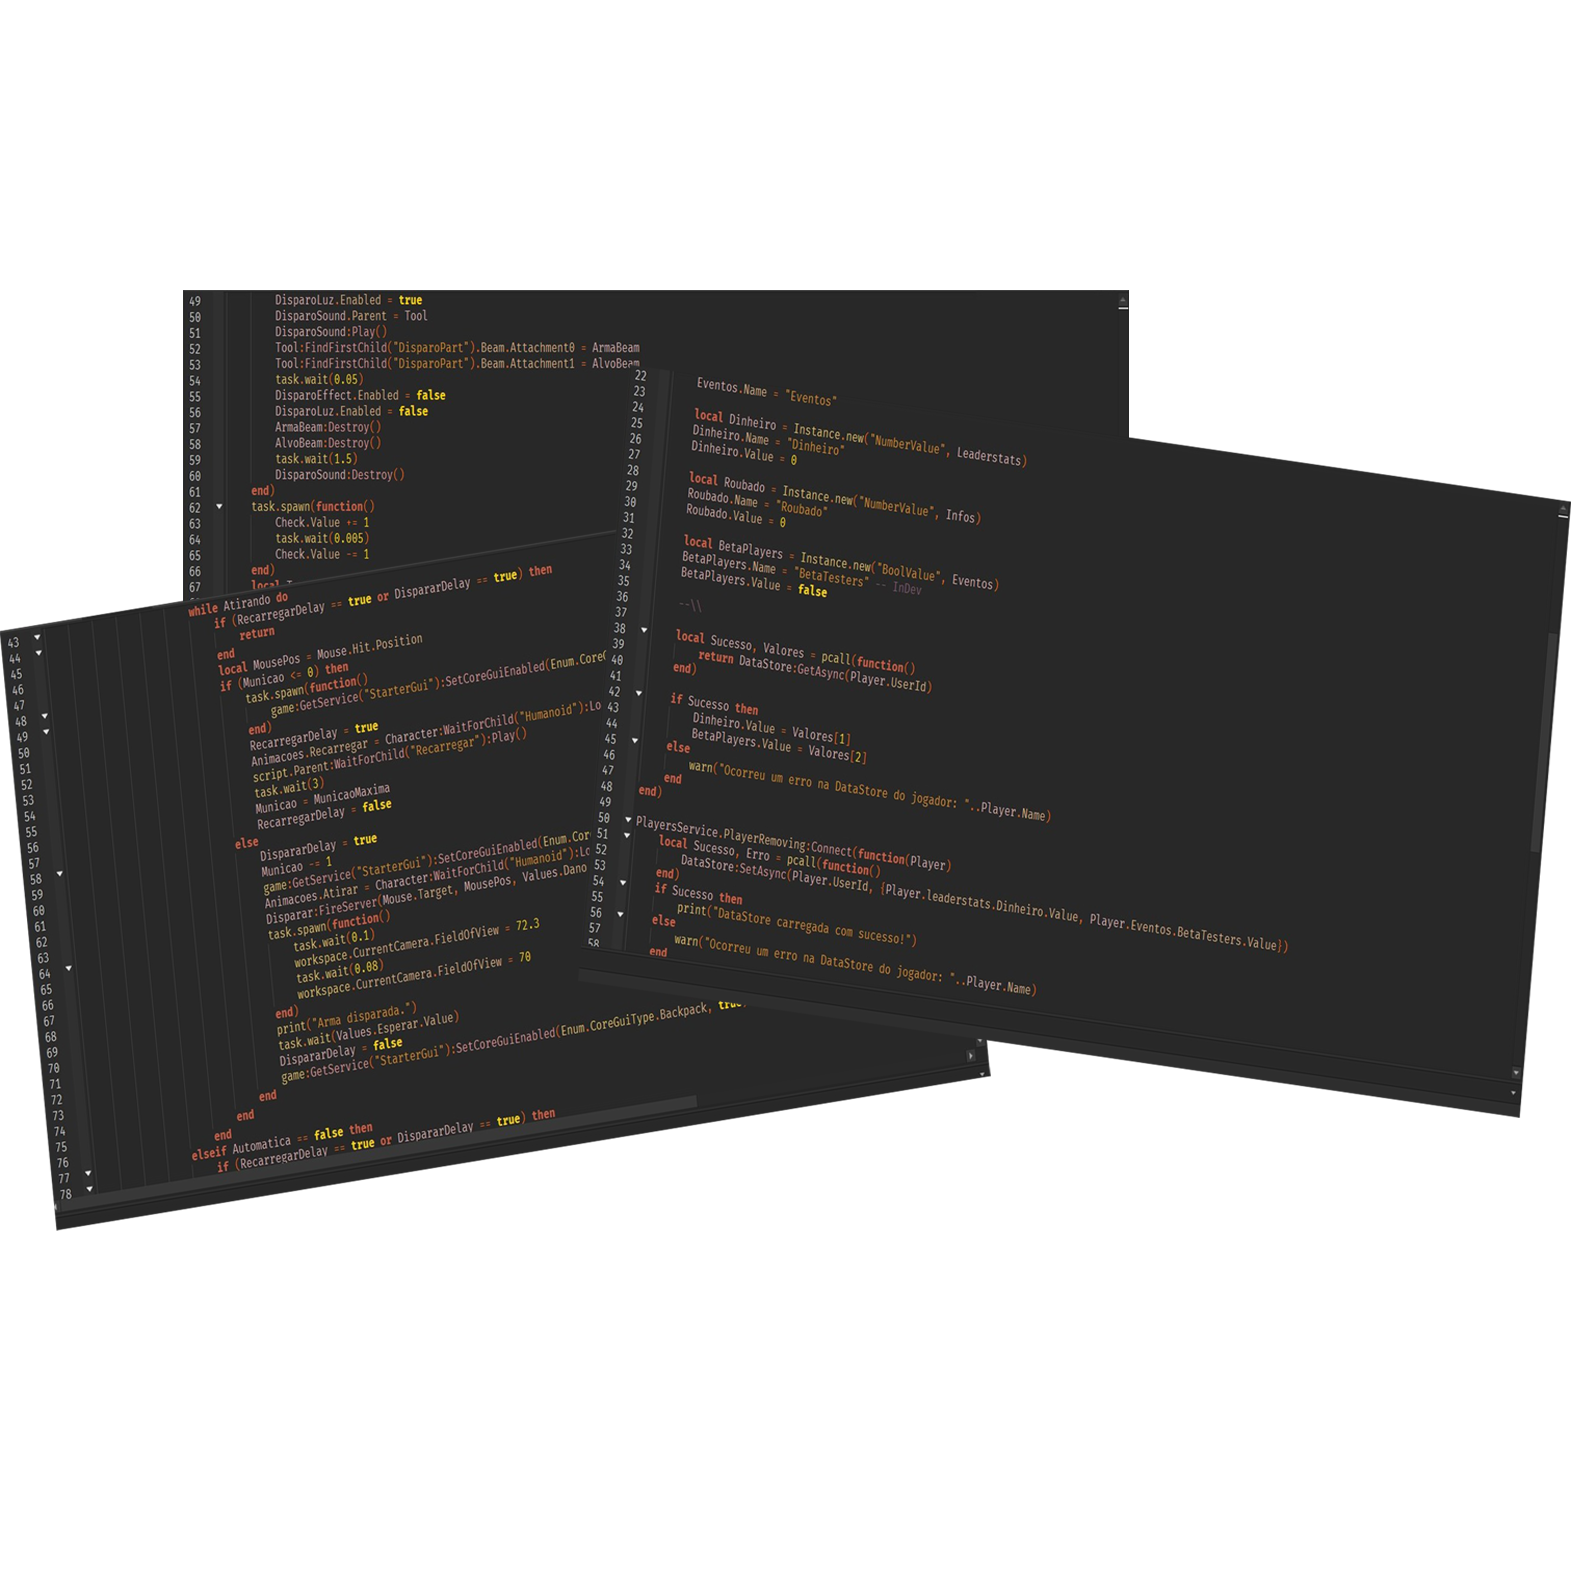 49 DisparoLuz.Enabled = true
50 DisparoSound.Parent = Tool
51 DisparoSound:Play()
52 Tool:FindFirstChild("DisparoPart").Beam.Attachment0 = ArmaBeam
53 Tool:FindFirstChild("DisparoPart").Beam.Attachment1 = AlvoBeam
54 task.wait(0.05)
55 DisparoEffect.Enabled = false
56 DisparoLuz.Enabled = false
57 ArmaBeam:Destroy()
58 AlvoBeam:Destroy()
59 task.wait(1.5)
60 DisparoSound:Destroy()
61 end)
62 task.spawn(function()
63 Check.Value += 1
64 task.wait(0.005)
65 Check.Value -= 1
66 end)
67 local
43 while Atirando do
44 if (RecarregarDelay == true or DispararDelay == true) then
45 return
46 end
47 local MousePos = Mouse.Hit.Position
48 if (Municao <= 0) then
49 task.spawn(function()
50 game:GetService("StarterGui"):SetCoreGuiEnabled(Enum.Core
51 end)
52 RecarregarDelay = true
53 Animacoes.Recarregar = Character:WaitForChild("Humanoid"):Lo
54 script.Parent:WaitForChild("Recarregar"):Play()
55 task.wait(3)
56 Municao = MunicaoMaxima
57 RecarregarDelay = false
58 else
59 DispararDelay = true
60 Municao -= 1
61 game:GetService("StarterGui"):SetCoreGuiEnabled(Enum.Cor
62 Animacoes.Atirar = Character:WaitForChild("Humanoid"):Lo
63 Disparar:FireServer(Mouse.Target, MousePos, Values.Dano
64 task.spawn(function()
65 task.wait(0.1)
66 workspace.CurrentCamera.FieldOfView = 72.3
67 task.wait(0.08)
68 workspace.CurrentCamera.FieldOfView = 70
69 end)
70 print("Arma disparada.")
71 task.wait(Values.Esperar.Value)
72 DispararDelay = false
73 game:GetService("StarterGui"):SetCoreGuiEnabled(Enum.CoreGuiType.Backpack, true
74 end
75 end
76 end
77 elseif Automatica == false then
78 if (RecarregarDelay == true or DispararDelay == true) then
22 Eventos.Name = "Eventos"
23
24 local Dinheiro = Instance.new("NumberValue", Leaderstats)
25 Dinheiro.Name = "Dinheiro"
26 Dinheiro.Value = 0
27
28 local Roubado = Instance.new("NumberValue", Infos)
29 Roubado.Name = "Roubado"
30 Roubado.Value = 0
31
32 local BetaPlayers = Instance.new("BoolValue", Eventos)
33 BetaPlayers.Name = "BetaTesters" -- InDev
34 BetaPlayers.Value = false
35
36 --\\
37
38 local Sucesso, Valores = pcall(function()
39 return DataStore:GetAsync(Player.UserId)
40 end)
41
42 if Sucesso then
43 Dinheiro.Value = Valores[1]
44 BetaPlayers.Value = Valores[2]
45 else
46 warn("Ocorreu um erro na DataStore do jogador: "..Player.Name)
47 end
48 end)
49
50 PlayersService.PlayerRemoving:Connect(function(Player)
51 local Sucesso, Erro = pcall(function()
52 DataStore:SetAsync(Player.UserId, {Player.leaderstats.Dinheiro.Value, Player.Eventos.BetaTesters.Value})
53 end)
54 if Sucesso then
55 print("DataStore carregada com sucesso!")
56 else
57 warn("Ocorreu um erro na DataStore do jogador: "..Player.Name)
58 end